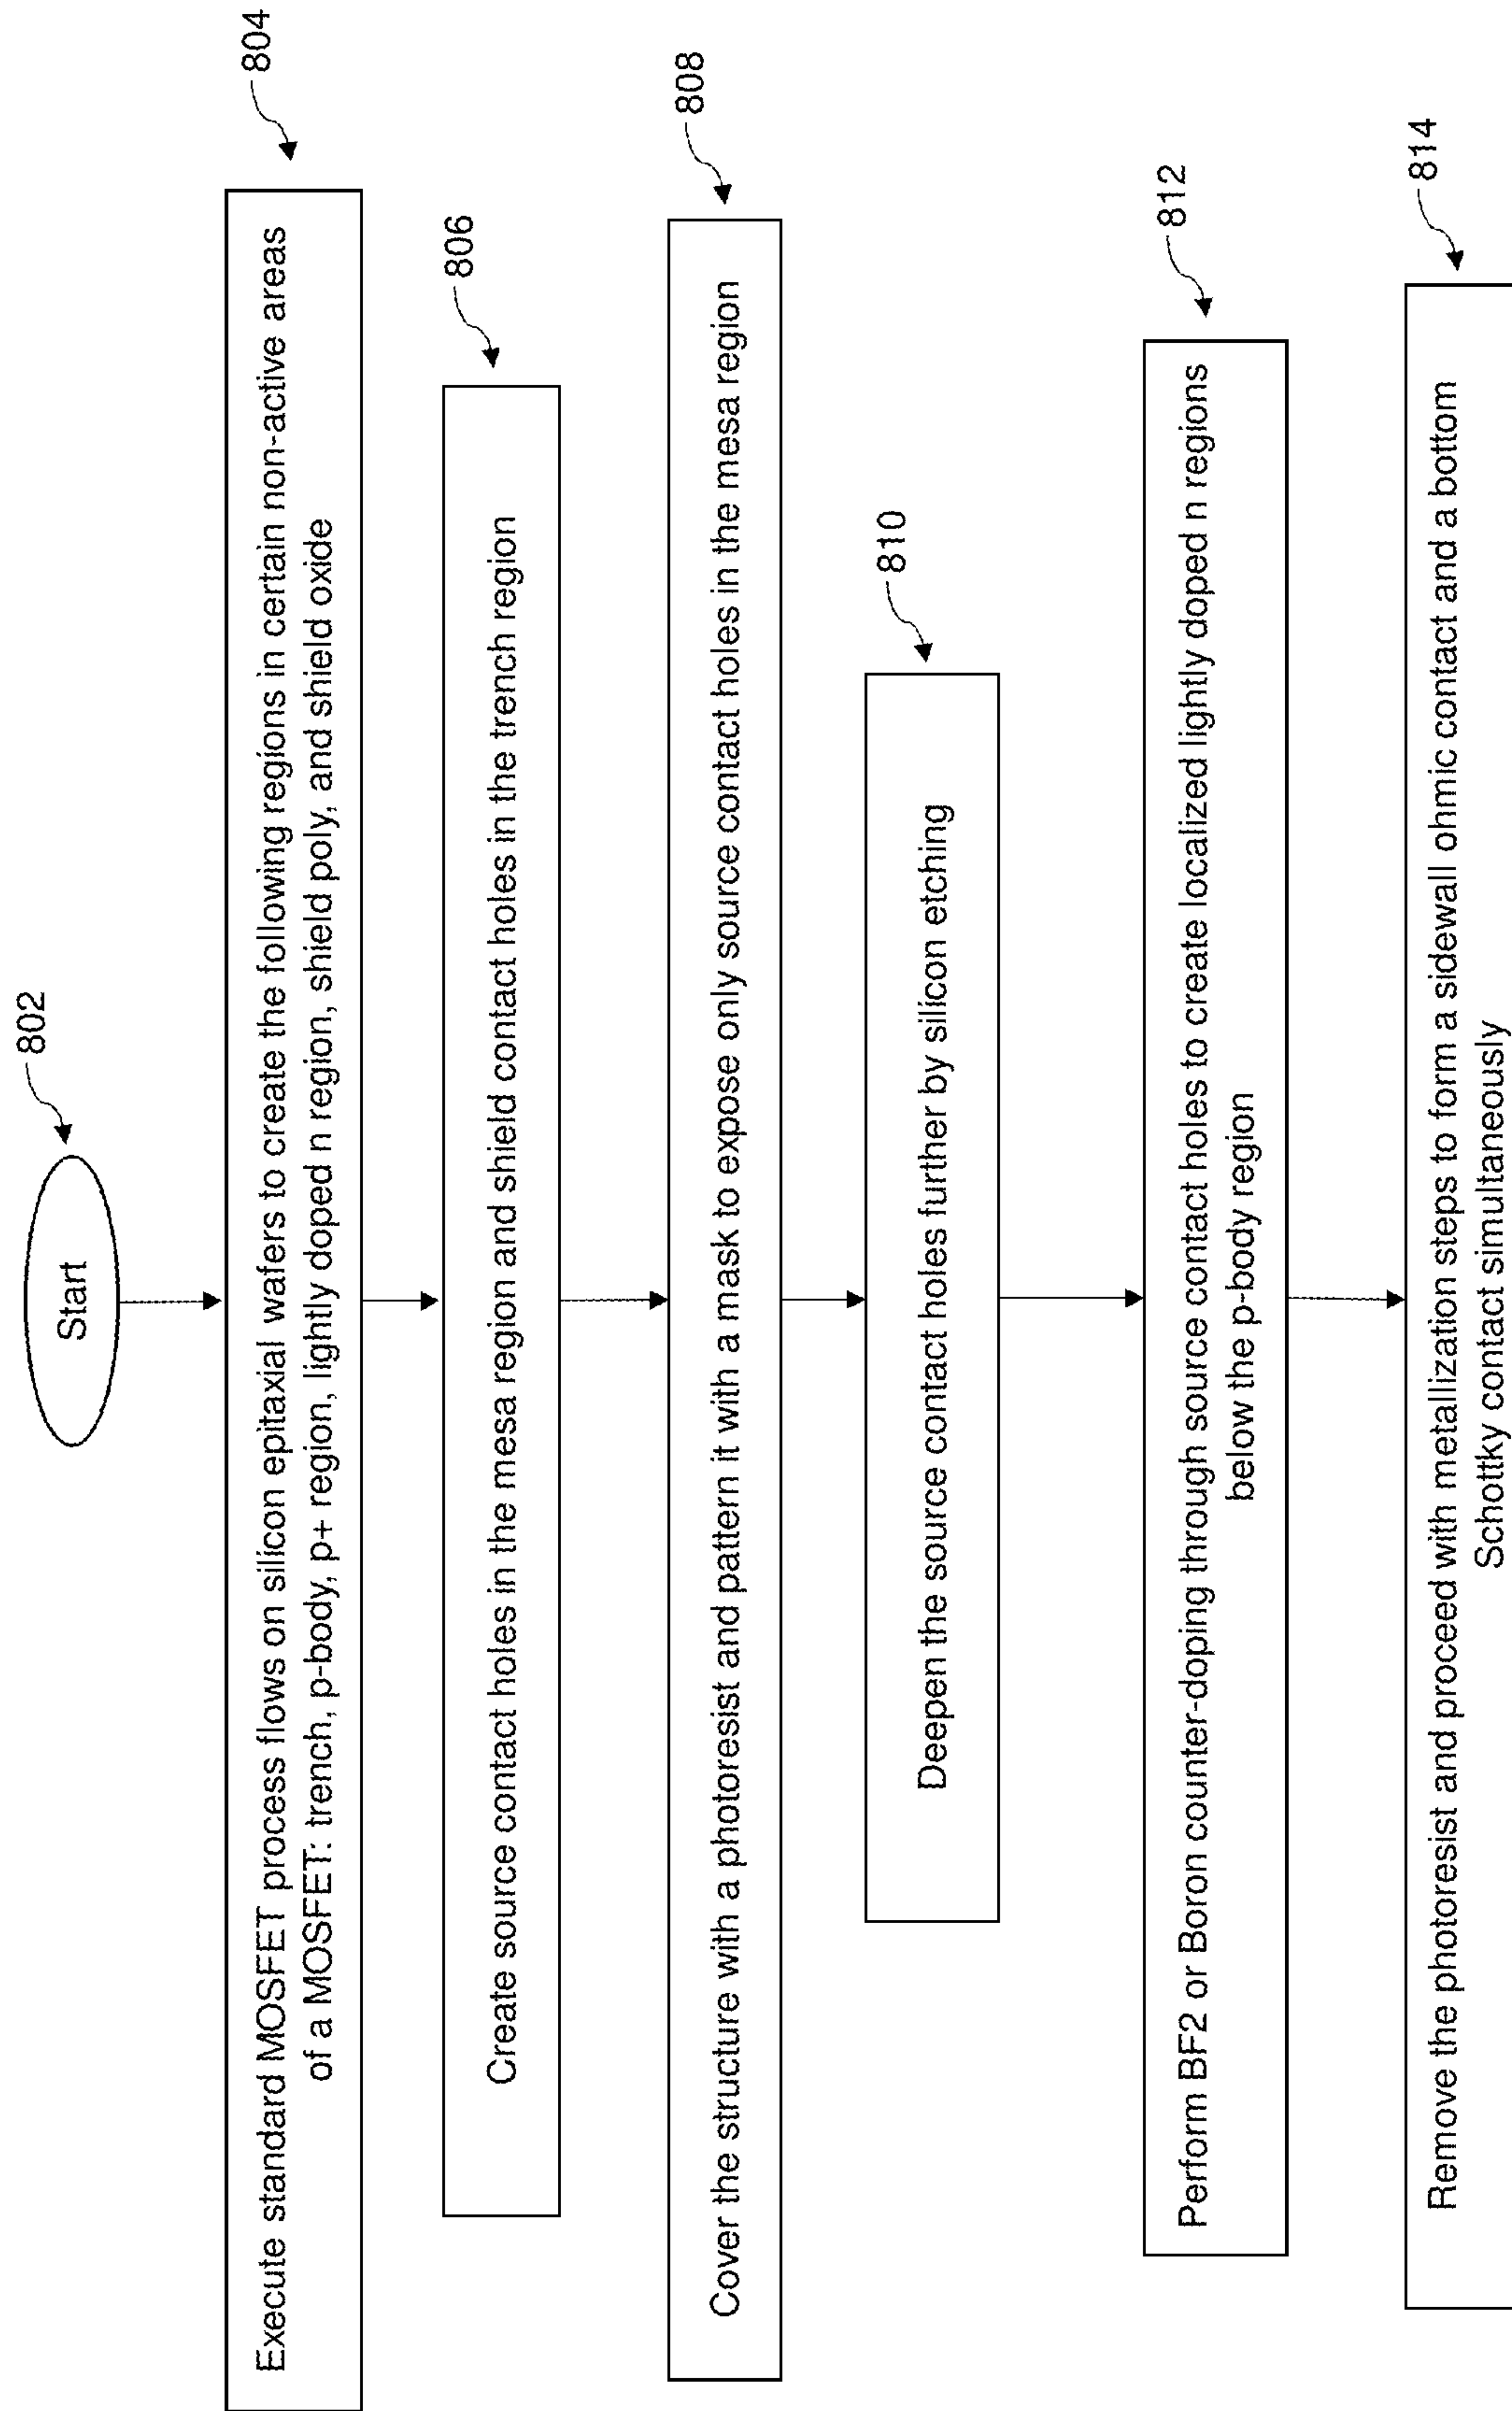 802
Start
804
Execute standard MOSFET process flows on silicon epitaxial wafers to create the following regions in certain non-active areas
of a MOSFET: trench, p-body, p+ region, lightly doped n region, shield poly, and shield oxide
806
Create source contact holes in the mesa region and shield contact holes in the trench region
808
Cover the structure with a photoresist and pattern it with a mask to expose only source contact holes in the mesa region
810
Deepen the source contact holes further by silicon etching
812
Perform BF2 or Boron counter-doping through source contact holes to create localized lightly doped n regions
below the p-body region
814
Remove the photoresist and proceed with metallization steps to form a sidewall ohmic contact and a bottom
Schottky contact simultaneously